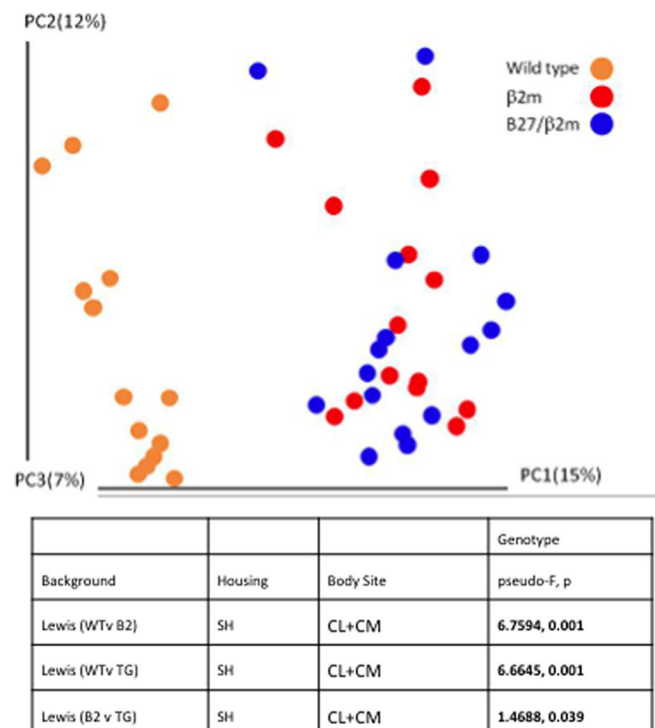 PC2(12%)
Wild type
β2m
B27/β2m
PC3(7%)
PC1(15%)
Genotype
Background Housing Body Site pseudo-F, p
Lewis (WTv B2) SH CL+CM 6.7594, 0.001
Lewis (WTv TG) SH CL+CM 6.6645, 0.001
Lewis (B2 v TG) SH CL+CM 1.4688, 0.039